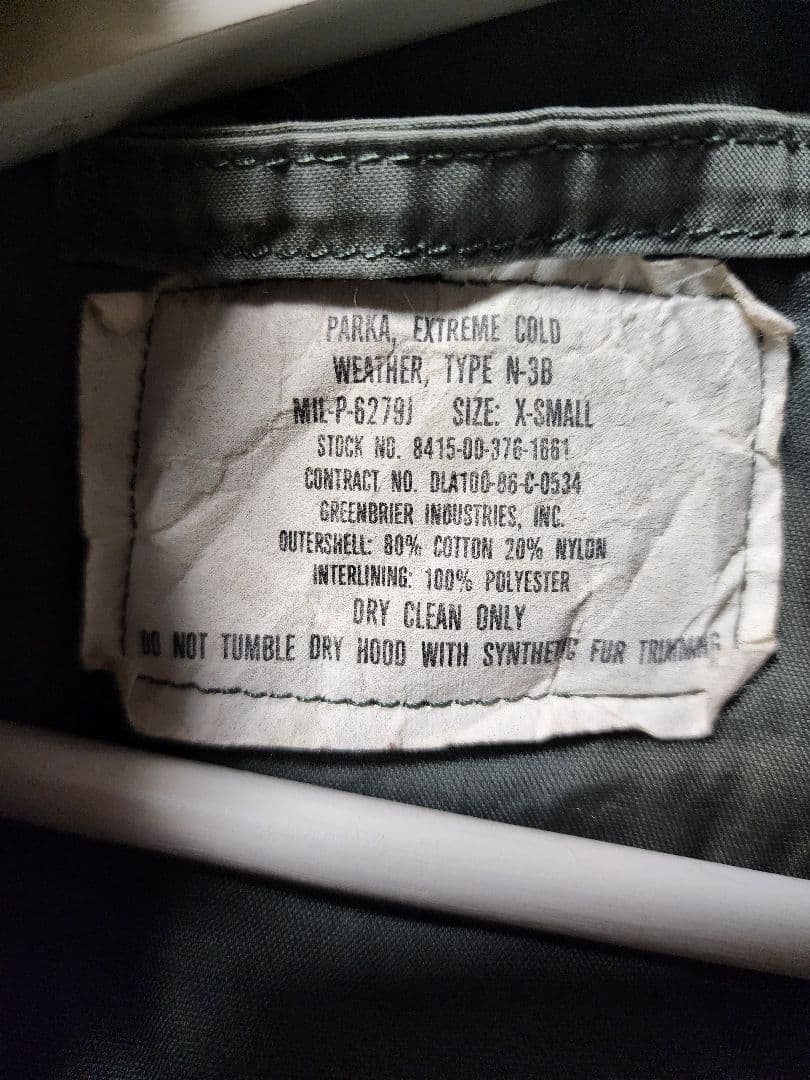 PARKA, EXTREME COLD
WEATHER, TYPE N-3B
MIL-P-6279J SIZE: X-SMALL
STOCK NO. 8415-00-376-1661
CONTRACT NO. DLA100-86-C-0534
GREENBRIER INDUSTRIES, INC.
OUTERSHELL: 80% COTTON 20% NYLON
INTERLINING: 100% POLYESTER
DRY CLEAN ONLY
DO NOT TUMBLE DRY HOOD WITH SYNTHETIC FUR TRIMMING